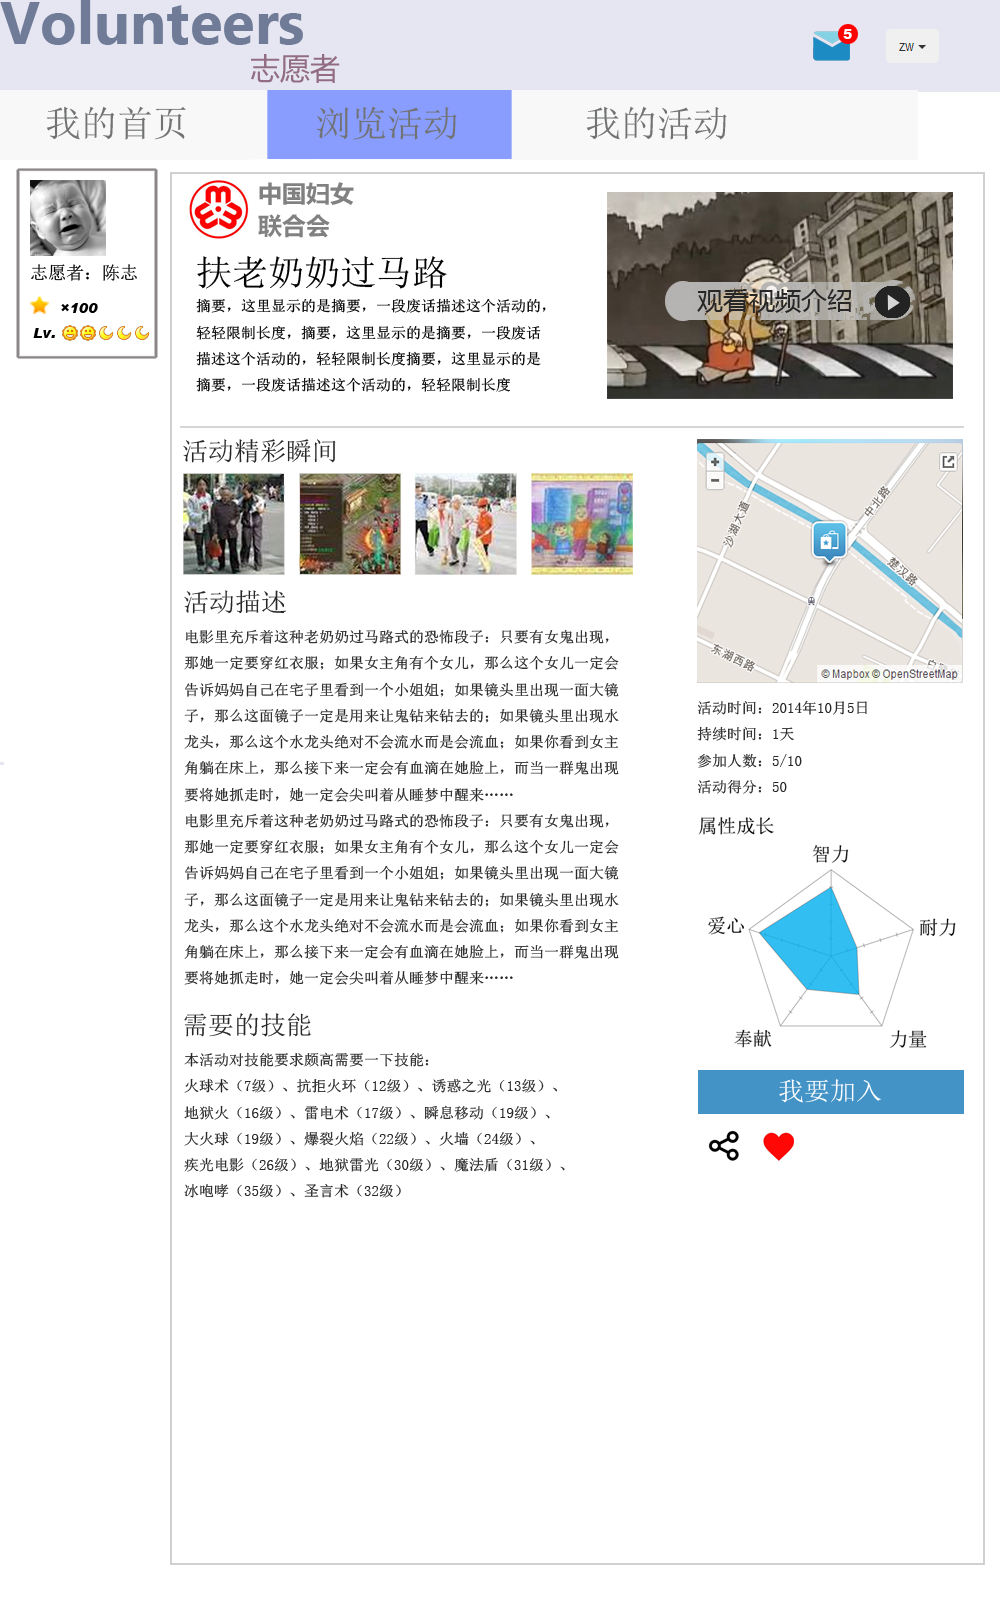 Volunteers
志愿者
5
ZW
我的首页
浏览活动
我的活动
志愿者：陈志
×100
Lv.
中国妇女
联合会
扶老奶奶过马路
摘要，这里显示的是摘要，一段废话描述这个活动的，
轻轻限制长度，摘要，这里显示的是摘要，一段废话
描述这个活动的，轻轻限制长度摘要，这里显示的是
摘要，一段废话描述这个活动的，轻轻限制长度
观看视频介绍
活动精彩瞬间
活动描述
电影里充斥着这种老奶奶过马路式的恐怖段子：只要有女鬼出现，
那她一定要穿红衣服；如果女主角有个女儿，那么这个女儿一定会
告诉妈妈自己在宅子里看到一个小姐姐；如果镜头里出现一面大镜
子，那么这面镜子一定是用来让鬼钻来钻去的；如果镜头里出现水
龙头，那么这个水龙头绝对不会流水而是会流血；如果你看到女主
角躺在床上，那么接下来一定会有血滴在她脸上，而当一群鬼出现
要将她抓走时，她一定会尖叫着从睡梦中醒来……
电影里充斥着这种老奶奶过马路式的恐怖段子：只要有女鬼出现，
那她一定要穿红衣服；如果女主角有个女儿，那么这个女儿一定会
告诉妈妈自己在宅子里看到一个小姐姐；如果镜头里出现一面大镜
子，那么这面镜子一定是用来让鬼钻来钻去的；如果镜头里出现水
龙头，那么这个水龙头绝对不会流水而是会流血；如果你看到女主
角躺在床上，那么接下来一定会有血滴在她脸上，而当一群鬼出现
要将她抓走时，她一定会尖叫着从睡梦中醒来……
需要的技能
本活动对技能要求颇高需要一下技能：
火球术（7级）、抗拒火环（12级）、诱惑之光（13级）、
地狱火（16级）、雷电术（17级）、瞬息移动（19级）、
大火球（19级）、爆裂火焰（22级）、火墙（24级）、
疾光电影（26级）、地狱雷光（30级）、魔法盾（31级）、
冰咆哮（35级）、圣言术（32级）
沙湖大道
中北路
楚汉路
东湖西路
© Mapbox © OpenStreetMap
活动时间：2014年10月5日
持续时间：1天
参加人数：5/10
活动得分：50
属性成长
智力
爱心
耐力
奉献
力量
我要加入